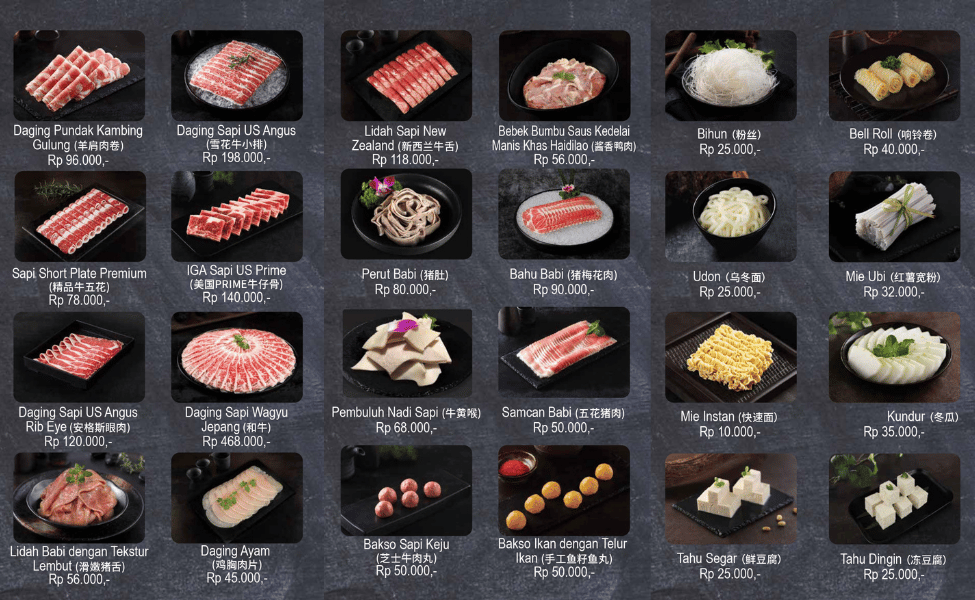 Daging Pundak Kambing
Gulung (羊肩肉卷)
Rp 96.000,-
Daging Sapi US Angus
(雪花牛小排)
Rp 198.000,-
Lidah Sapi New
Zealand (新西兰牛舌)
Rp 118.000,-
Bebek Bumbu Saus Kedelai
Manis Khas Haidilao (酱香鸭肉)
Rp 56.000,-
Bihun (粉丝)
Rp 25.000,-
Bell Roll (响铃卷)
Rp 40.000,-
Sapi Short Plate Premium
(精品牛五花)
Rp 78.000,-
IGA Sapi US Prime
(美国PRIME牛仔骨)
Rp 140.000,-
Perut Babi (猪肚)
Rp 80.000,-
Bahu Babi (猪梅花肉)
Rp 90.000,-
Udon (乌冬面)
Rp 25.000,-
Mie Ubi (红薯宽粉)
Rp 32.000,-
Daging Sapi US Angus
Rib Eye (安格斯眼肉)
Rp 120.000,-
Daging Sapi Wagyu
Jepang (和牛)
Rp 468.000,-
Pembuluh Nadi Sapi (牛黄喉)
Rp 68.000,-
Samcan Babi (五花猪肉)
Rp 50.000,-
Mie Instan (快速面)
Rp 10.000,-
Kundur (冬瓜)
Rp 35.000,-
Lidah Babi dengan Tekstur
Lembut (滑嫩猪舌)
Rp 56.000,-
Daging Ayam
(鸡胸肉片)
Rp 45.000,-
Bakso Sapi Keju
(芝士牛肉丸)
Rp 50.000,-
Bakso Ikan dengan Telur
Ikan (手工鱼籽鱼丸)
Rp 50.000,-
Tahu Segar (鲜豆腐)
Rp 25.000,-
Tahu Dingin (冻豆腐)
Rp 25.000,-